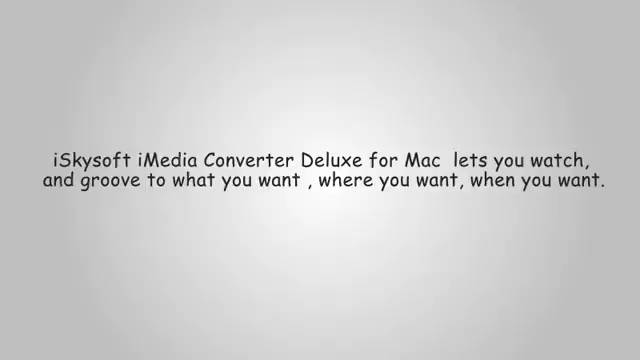 iSkysoft iMedia Converter Deluxe for Mac  lets you watch,
and groove to what you want , where you want, when you want.